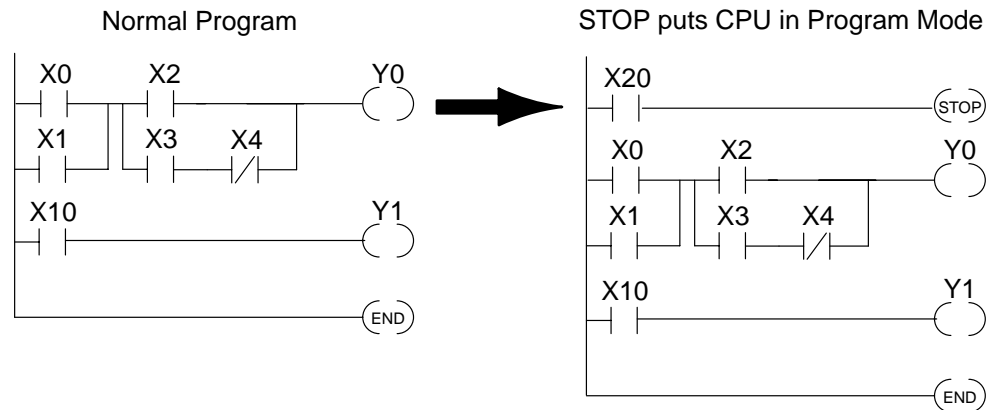 Normal Program
X0 X2 Y0
X1 X3 X4
X10 Y1
END
STOP puts CPU in Program Mode
X20
STOP
X0 X2 Y0
X1 X3 X4
X10 Y1
END